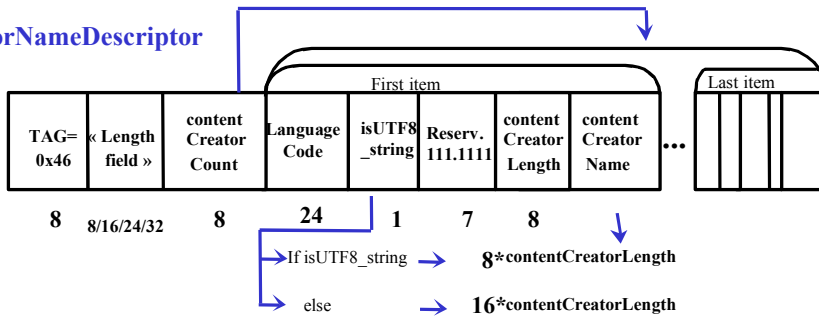 orNameDescriptor
First item
Last item
TAG=
0x46
« Length
field »
content
Creator
Count
Language
Code
isUTF8
_string
Reserv.
111.1111
content
Creator
Length
content
Creator
Name
...
8
8/16/24/32
8
24
1
7
8
If isUTF8_string
8*contentCreatorLength
else
16*contentCreatorLength